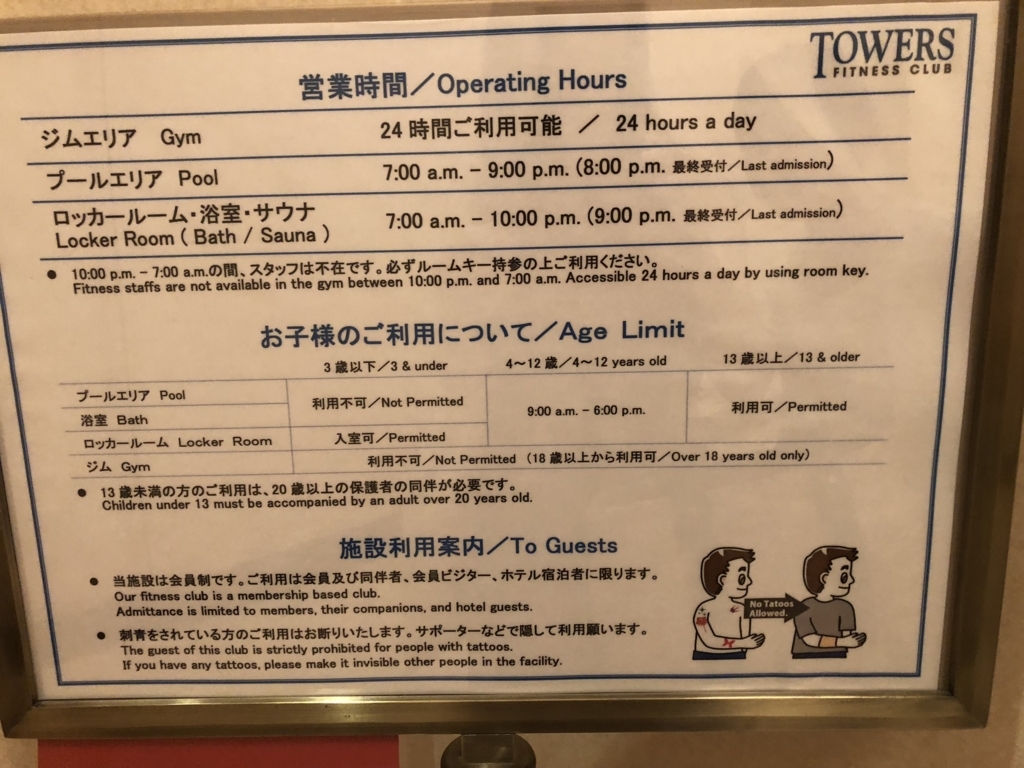 TOWERS
FITNESS CLUB
営業時間／Operating Hours
ジムエリア Gym 24時間ご利用可能 ／ 24 hours a day
プールエリア Pool 7:00 a.m. – 9:00 p.m. (8:00 p.m. 最終受付／Last admission)
ロッカールーム・浴室・サウナ
Locker Room ( Bath / Sauna ) 7:00 a.m. – 10:00 p.m. (9:00 p.m. 最終受付／Last admission)
● 10:00 p.m. – 7:00 a.m.の間、スタッフは不在です。必ずルームキー持参の上ご利用ください。
Fitness staffs are not available in the gym between 10:00 p.m. and 7:00 a.m. Accessible 24 hours a day by using room key.
お子様のご利用について／Age Limit
3歳以下／3 & under 4～12歳／4～12 years old 13歳以上／13 & older
プールエリア Pool 利用不可／Not Permitted 9:00 a.m. - 6:00 p.m. 利用可／Permitted
浴室 Bath
ロッカールーム Locker Room 入室可／Permitted
ジム Gym 利用不可／Not Permitted （18歳以上から利用可／Over 18 years old only）
● 13歳未満の方のご利用は、20歳以上の保護者の同伴が必要です。
Children under 13 must be accompanied by an adult over 20 years old.
施設利用案内／To Guests
● 当施設は会員制です。ご利用は会員及び同伴者、会員ビジター、ホテル宿泊者に限ります。
Our fitness club is a membership based club.
Admittance is limited to members, their companions, and hotel guests.
● 刺青をされている方のご利用はお断りいたします。サポーターなどで隠して利用願います。
The guest of this club is strictly prohibited for people with tattoos.
If you have any tattoos, please make it invisible other people in the facility.
No Tatoos
Allowed.